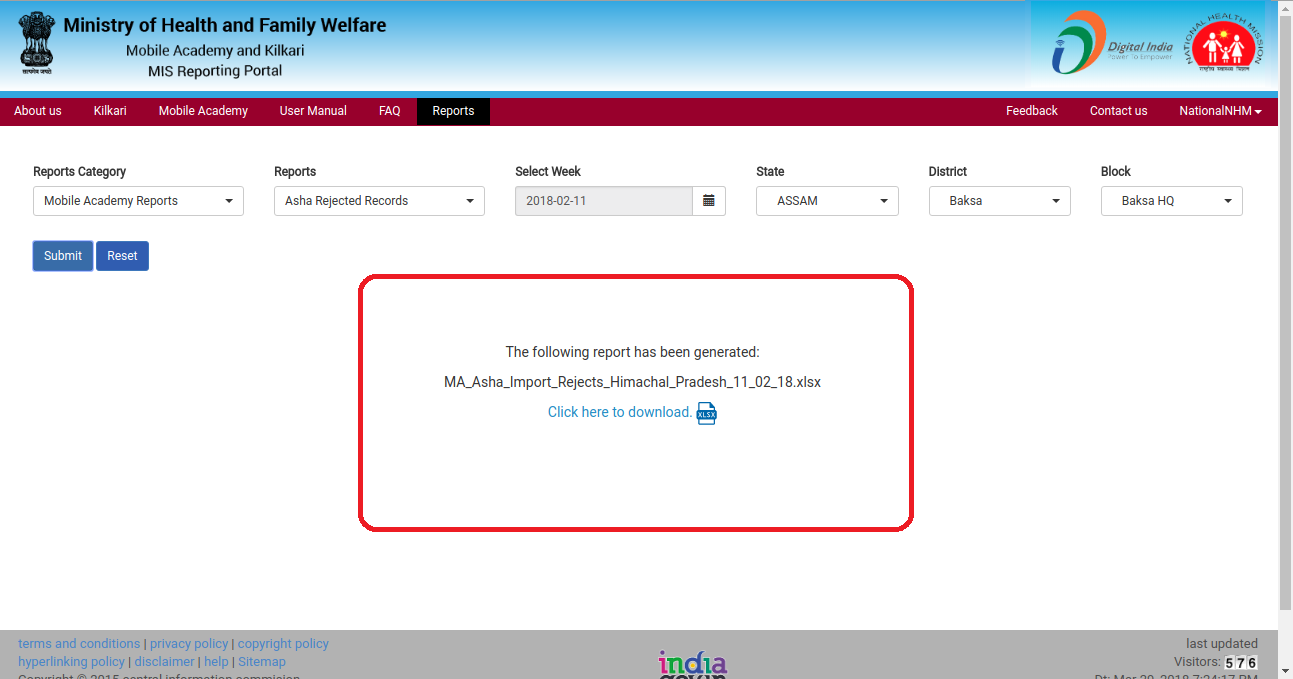 Ministry of Health and Family Welfare
Mobile Academy and Kilkari
MIS Reporting Portal
सत्यमेव जयते
Digital India
Power To Empower
NATIONAL HEALTH MISSION
राष्ट्रीय स्वास्थ्य मिशन
About us Kilkari Mobile Academy User Manual FAQ Reports Feedback Contact us NationalNHM
Reports Category Reports Select Week State District Block
Mobile Academy Reports Asha Rejected Records 2018-02-11 ASSAM Baksa Baksa HQ
Submit Reset
The following report has been generated:
MA_Asha_Import_Rejects_Himachal_Pradesh_11_02_18.xlsx
Click here to download. XLSX
terms and conditions | privacy policy | copyright policy
hyperlinking policy | disclaimer | help | Sitemap
Copyright © 2015 central information commision
india
gov.in
last updated
Visitors: 576
Dt: Mar 20, 2018 7:24:17 PM